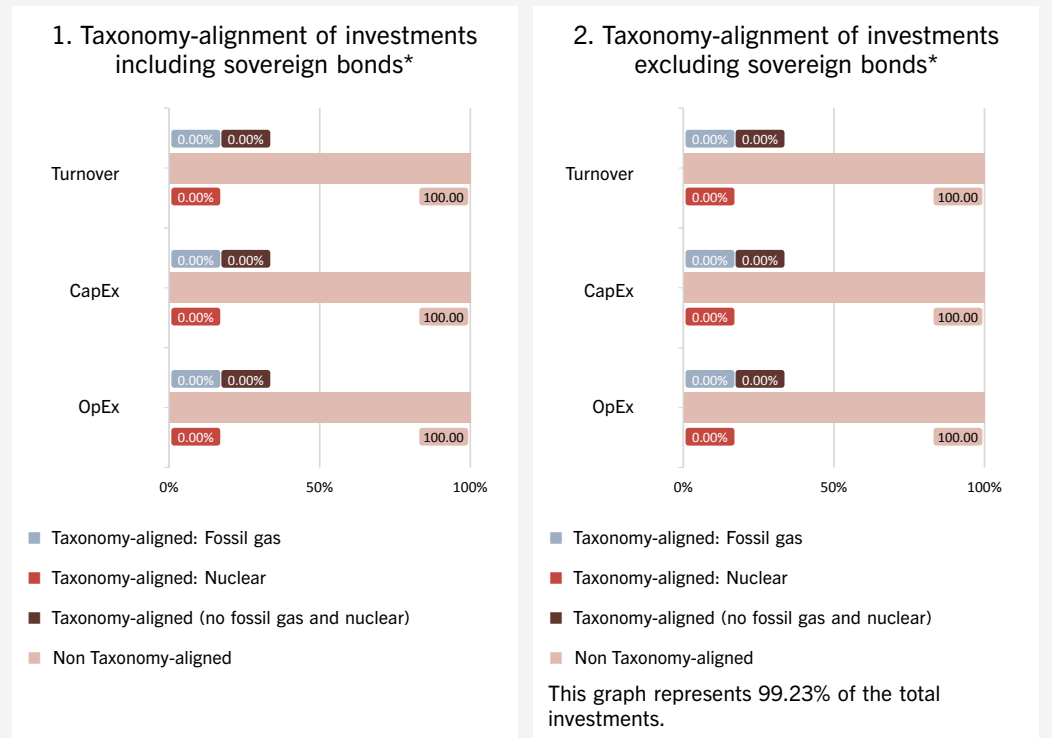 1. Taxonomy-alignment of investments
including sovereign bonds*
0.00% 0.00%
Turnover
0.00% 100.00
0.00% 0.00%
CapEx
0.00% 100.00
0.00% 0.00%
OpEx
0.00% 100.00
0% 50% 100%
Taxonomy-aligned: Fossil gas
Taxonomy-aligned: Nuclear
Taxonomy-aligned (no fossil gas and nuclear)
Non Taxonomy-aligned
2. Taxonomy-alignment of investments
excluding sovereign bonds*
0.00% 0.00%
Turnover
0.00% 100.00
0.00% 0.00%
CapEx
0.00% 100.00
0.00% 0.00%
OpEx
0.00% 100.00
0% 50% 100%
Taxonomy-aligned: Fossil gas
Taxonomy-aligned: Nuclear
Taxonomy-aligned (no fossil gas and nuclear)
Non Taxonomy-aligned
This graph represents 99.23% of the total
investments.